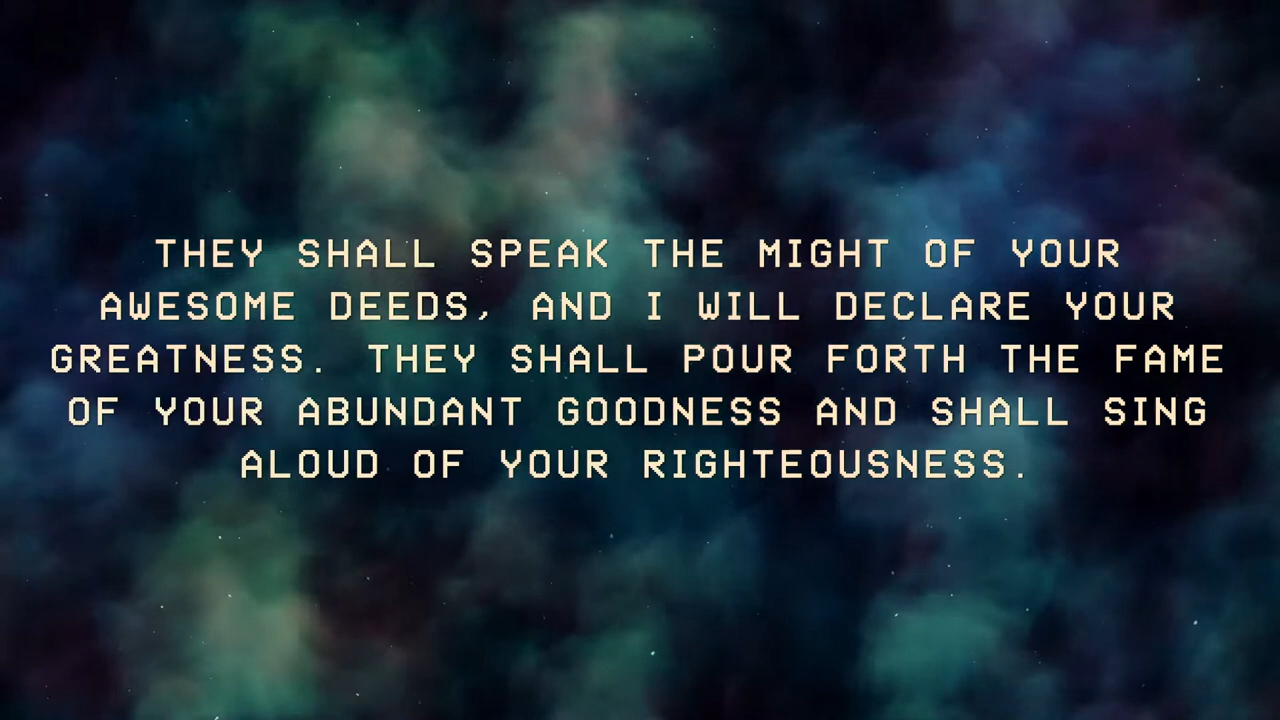 THEY SHALL SPEAK THE MIGHT OF YOUR
AWESOME DEEDS, AND I WILL DECLARE YOUR
GREATNESS. THEY SHALL POUR FORTH THE FAME
OF YOUR ABUNDANT GOODNESS AND SHALL SING
ALOUD OF YOUR RIGHTEOUSNESS.